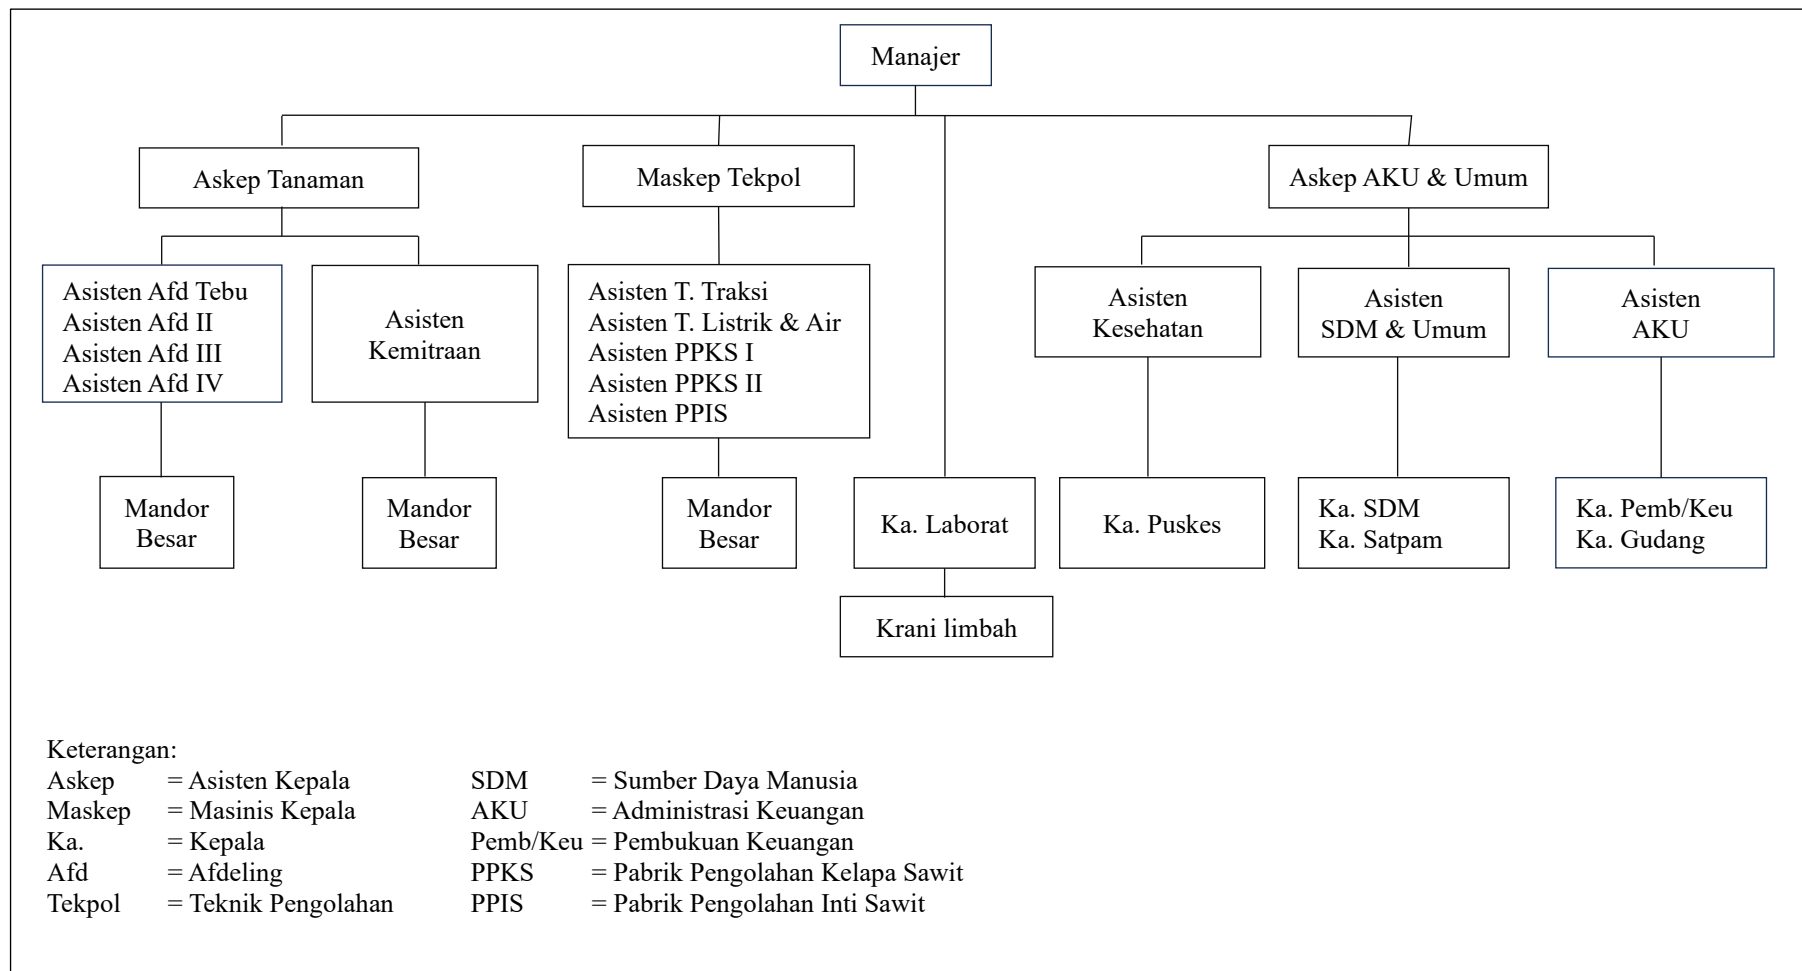 Manajer
Askep Tanaman
Maskep Tekpol
Askep AKU & Umum
Asisten Afd Tebu
Asisten Afd II
Asisten Afd III
Asisten Afd IV
Asisten
Kemitraan
Asisten T. Traksi
Asisten T. Listrik & Air
Asisten PPKS I
Asisten PPKS II
Asisten PPIS
Asisten
Kesehatan
Asisten
SDM & Umum
Asisten
AKU
Mandor
Besar
Mandor
Besar
Mandor
Besar
Ka. Laborat
Ka. Puskes
Ka. SDM
Ka. Satpam
Ka. Pemb/Keu
Ka. Gudang
Krani limbah
Keterangan:
Askep = Asisten Kepala
Maskep = Masinis Kepala
Ka. = Kepala
Afd = Afdeling
Tekpol = Teknik Pengolahan
SDM = Sumber Daya Manusia
AKU = Administrasi Keuangan
Pemb/Keu = Pembukuan Keuangan
PPKS = Pabrik Pengolahan Kelapa Sawit
PPIS = Pabrik Pengolahan Inti Sawit